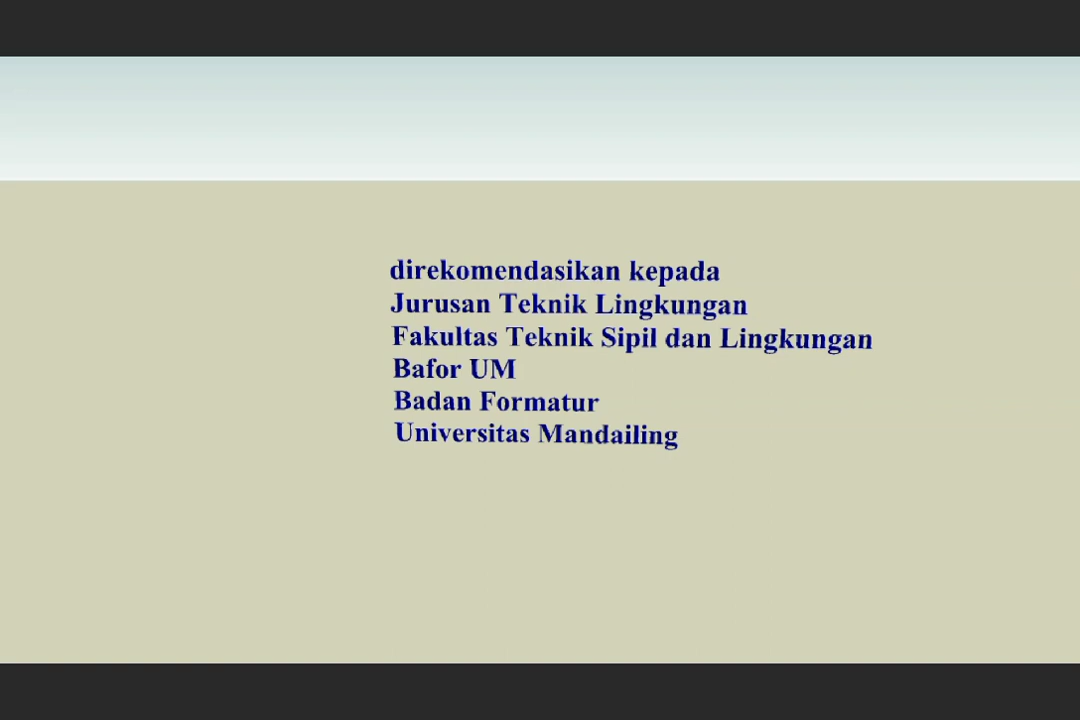 direkomendasikan kepada
Jurusan Teknik Lingkungan
Fakultas Teknik Sipil dan Lingkungan
Bafor UM
Badan Formatur
Universitas Mandailing